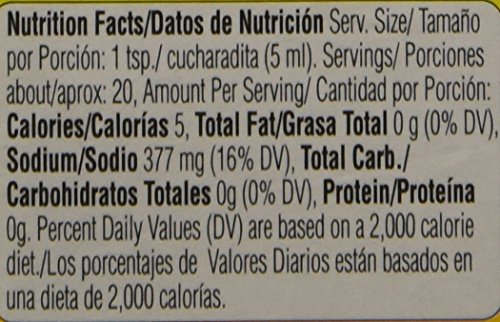 Nutrition Facts/Datos de Nutrición Serv. Size/ Tamaño
por Porción: 1 tsp./ cucharadita (5 ml). Servings/ Porciones
about/aprox: 20, Amount Per Serving/ Cantidad por Porción:
Calories/Calorías 5, Total Fat/Grasa Total 0 g (0% DV),
Sodium/Sodio 377 mg (16% DV), Total Carb./
Carbohidratos Totales 0g (0% DV), Protein/Proteína
0g. Percent Daily Values (DV) are based on a 2,000 calorie
diet./Los porcentajes de Valores Diarios están basados en
una dieta de 2,000 calorías.